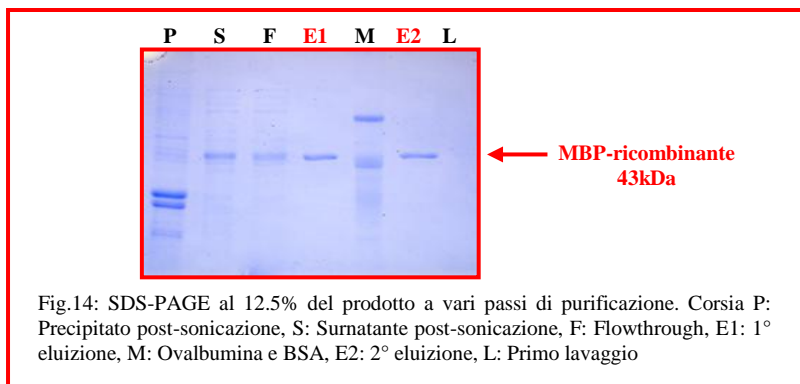 P S F E1 M E2 L
MBP-ricombinante
43kDa
Fig.14: SDS-PAGE al 12.5% del prodotto a vari passi di purificazione. Corsia P:
Precipitato post-sonicazione, S: Surnatante post-sonicazione, F: Flowthrough, E1: 1°
eluizione, M: Ovalbumina e BSA, E2: 2° eluizione, L: Primo lavaggio